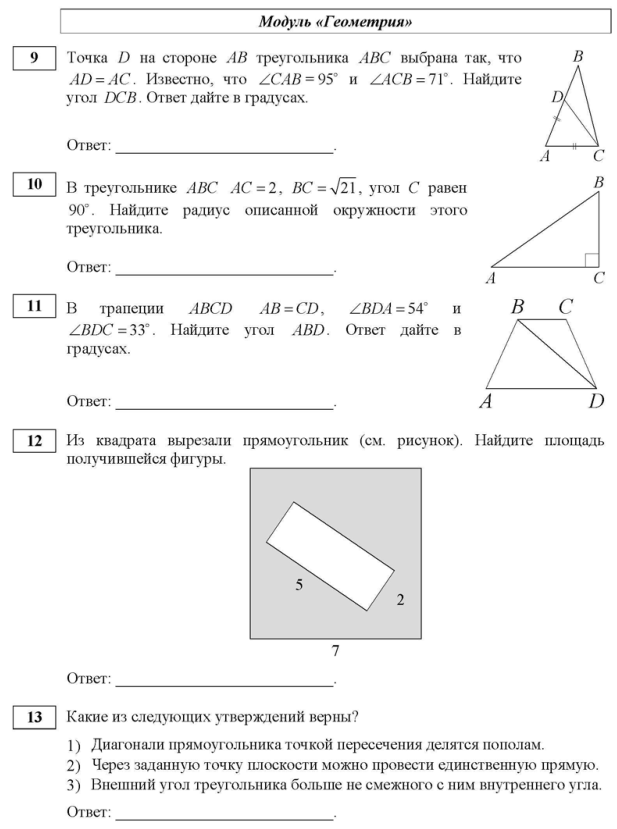 Модуль «Геометрия»
9 Точка D на стороне AB треугольника ABC выбрана так, что
AD = AC. Известно, что ∠CAB = 95° и ∠ACB = 71°. Найдите
угол DCB. Ответ дайте в градусах.
B
D
A C
Ответ: ______________________________.
10 В треугольнике ABC AC = 2, BC = √21, угол C равен
90°. Найдите радиус описанной окружности этого
треугольника.
B
A C
Ответ: ______________________________.
11 В трапеции ABCD AB = CD, ∠BDA = 54° и
∠BDC = 33°. Найдите угол ABD. Ответ дайте в
градусах.
B C
A D
Ответ: ______________________________.
12 Из квадрата вырезали прямоугольник (см. рисунок). Найдите площадь
получившейся фигуры.
5
2
7
Ответ: ______________________________.
13 Какие из следующих утверждений верны?
1) Диагонали прямоугольника точкой пересечения делятся пополам.
2) Через заданную точку плоскости можно провести единственную прямую.
3) Внешний угол треугольника больше не смежного с ним внутреннего угла.
Ответ: ______________________________.